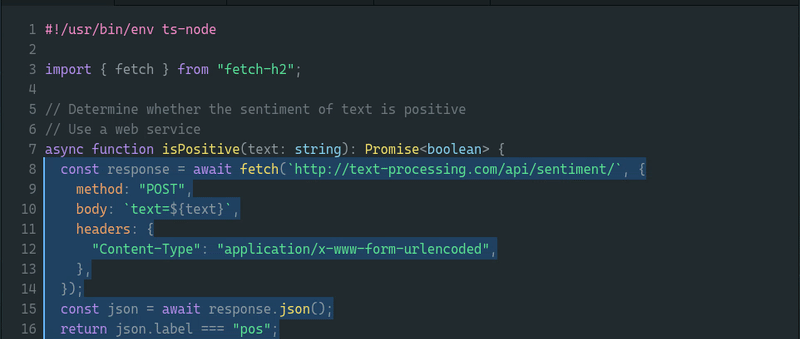 1 #!/usr/bin/env ts-node
2
3 import { fetch } from "fetch-h2";
4
5 // Determine whether the sentiment of text is positive
6 // Use a web service
7 async function isPositive(text: string): Promise<boolean> {
8   const response = await fetch(`http://text-processing.com/api/sentiment/`, {
9     method: "POST",
10     body: `text=${text}`,
11     headers: {
12       "Content-Type": "application/x-www-form-urlencoded",
13     },
14   });
15   const json = await response.json();
16   return json.label === "pos";